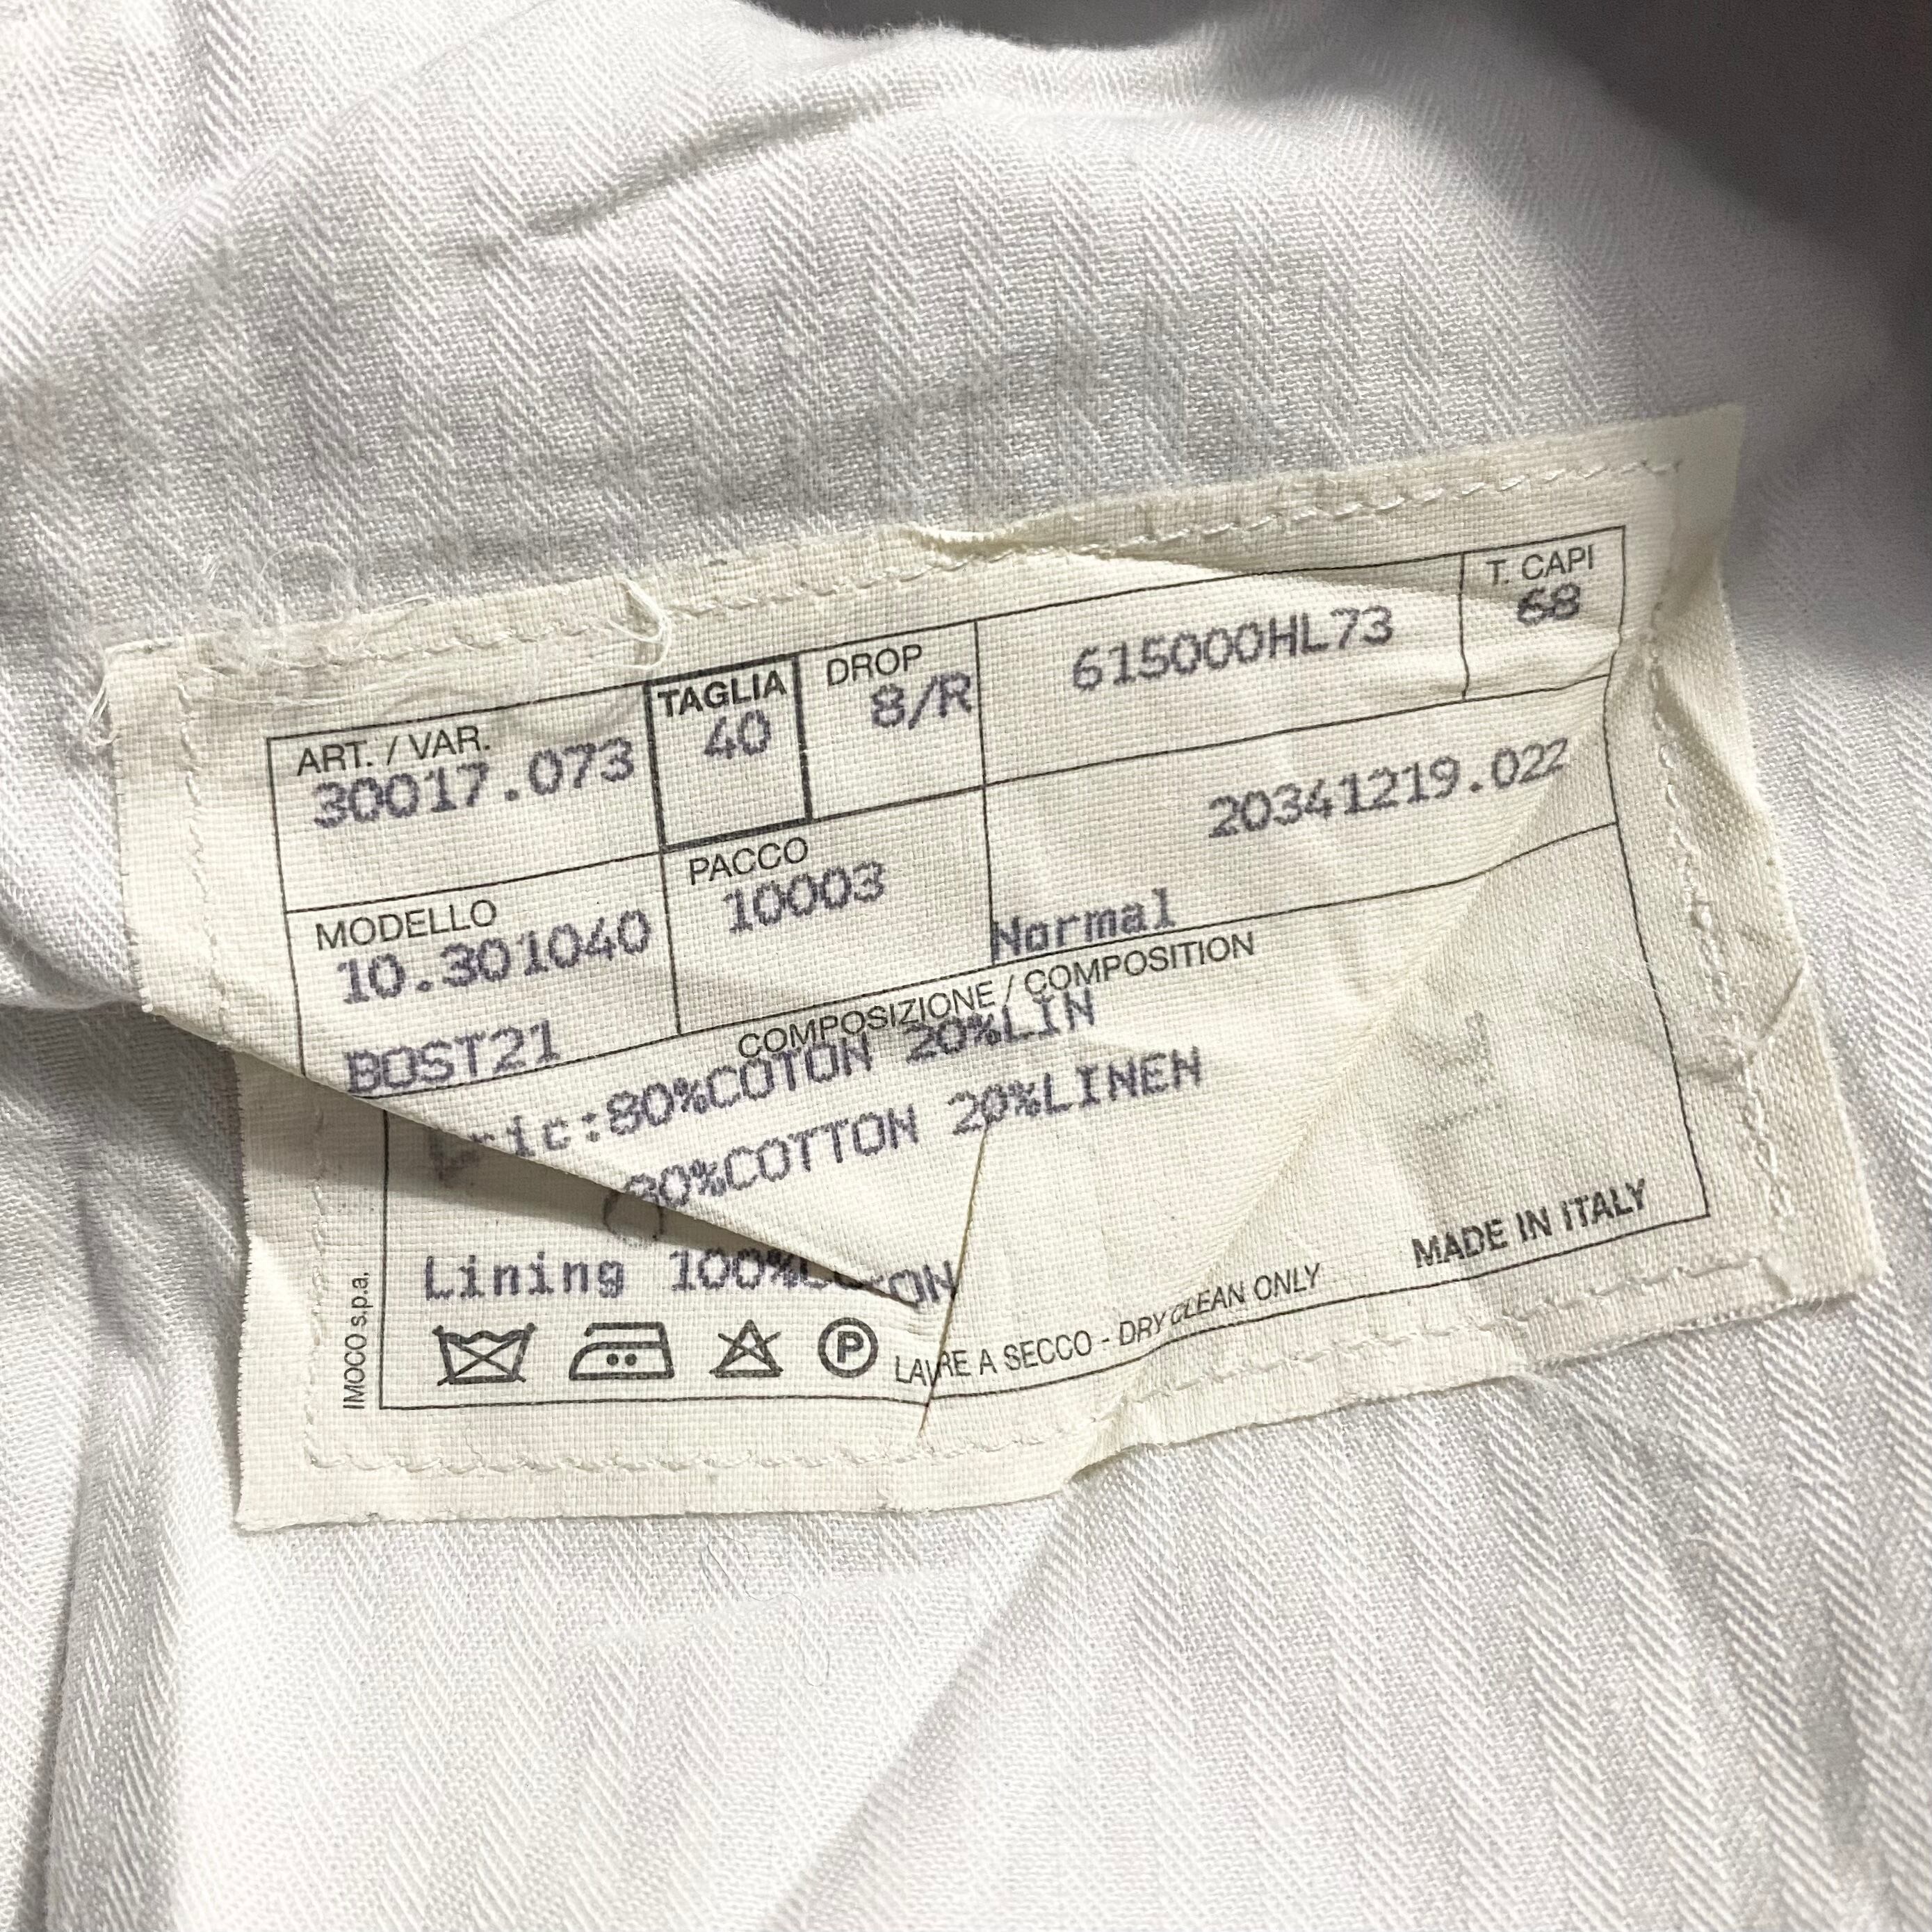 ART. / VAR.
30017.073
TAGLIA
40
DROP
8/R
615000HL73
T. CAPI
68
MODELLO
10.301040
BOST21
PACCO
10003
20341219.022
Normal
COMPOSIZIONE / COMPOSITION
80%COTON 20%LIN
80%COTTON 20%LINEN
Lining 100%
MADE IN ITALY
P
A SECCO - DRY CLEAN ONLY
IMOCO s.p.a.